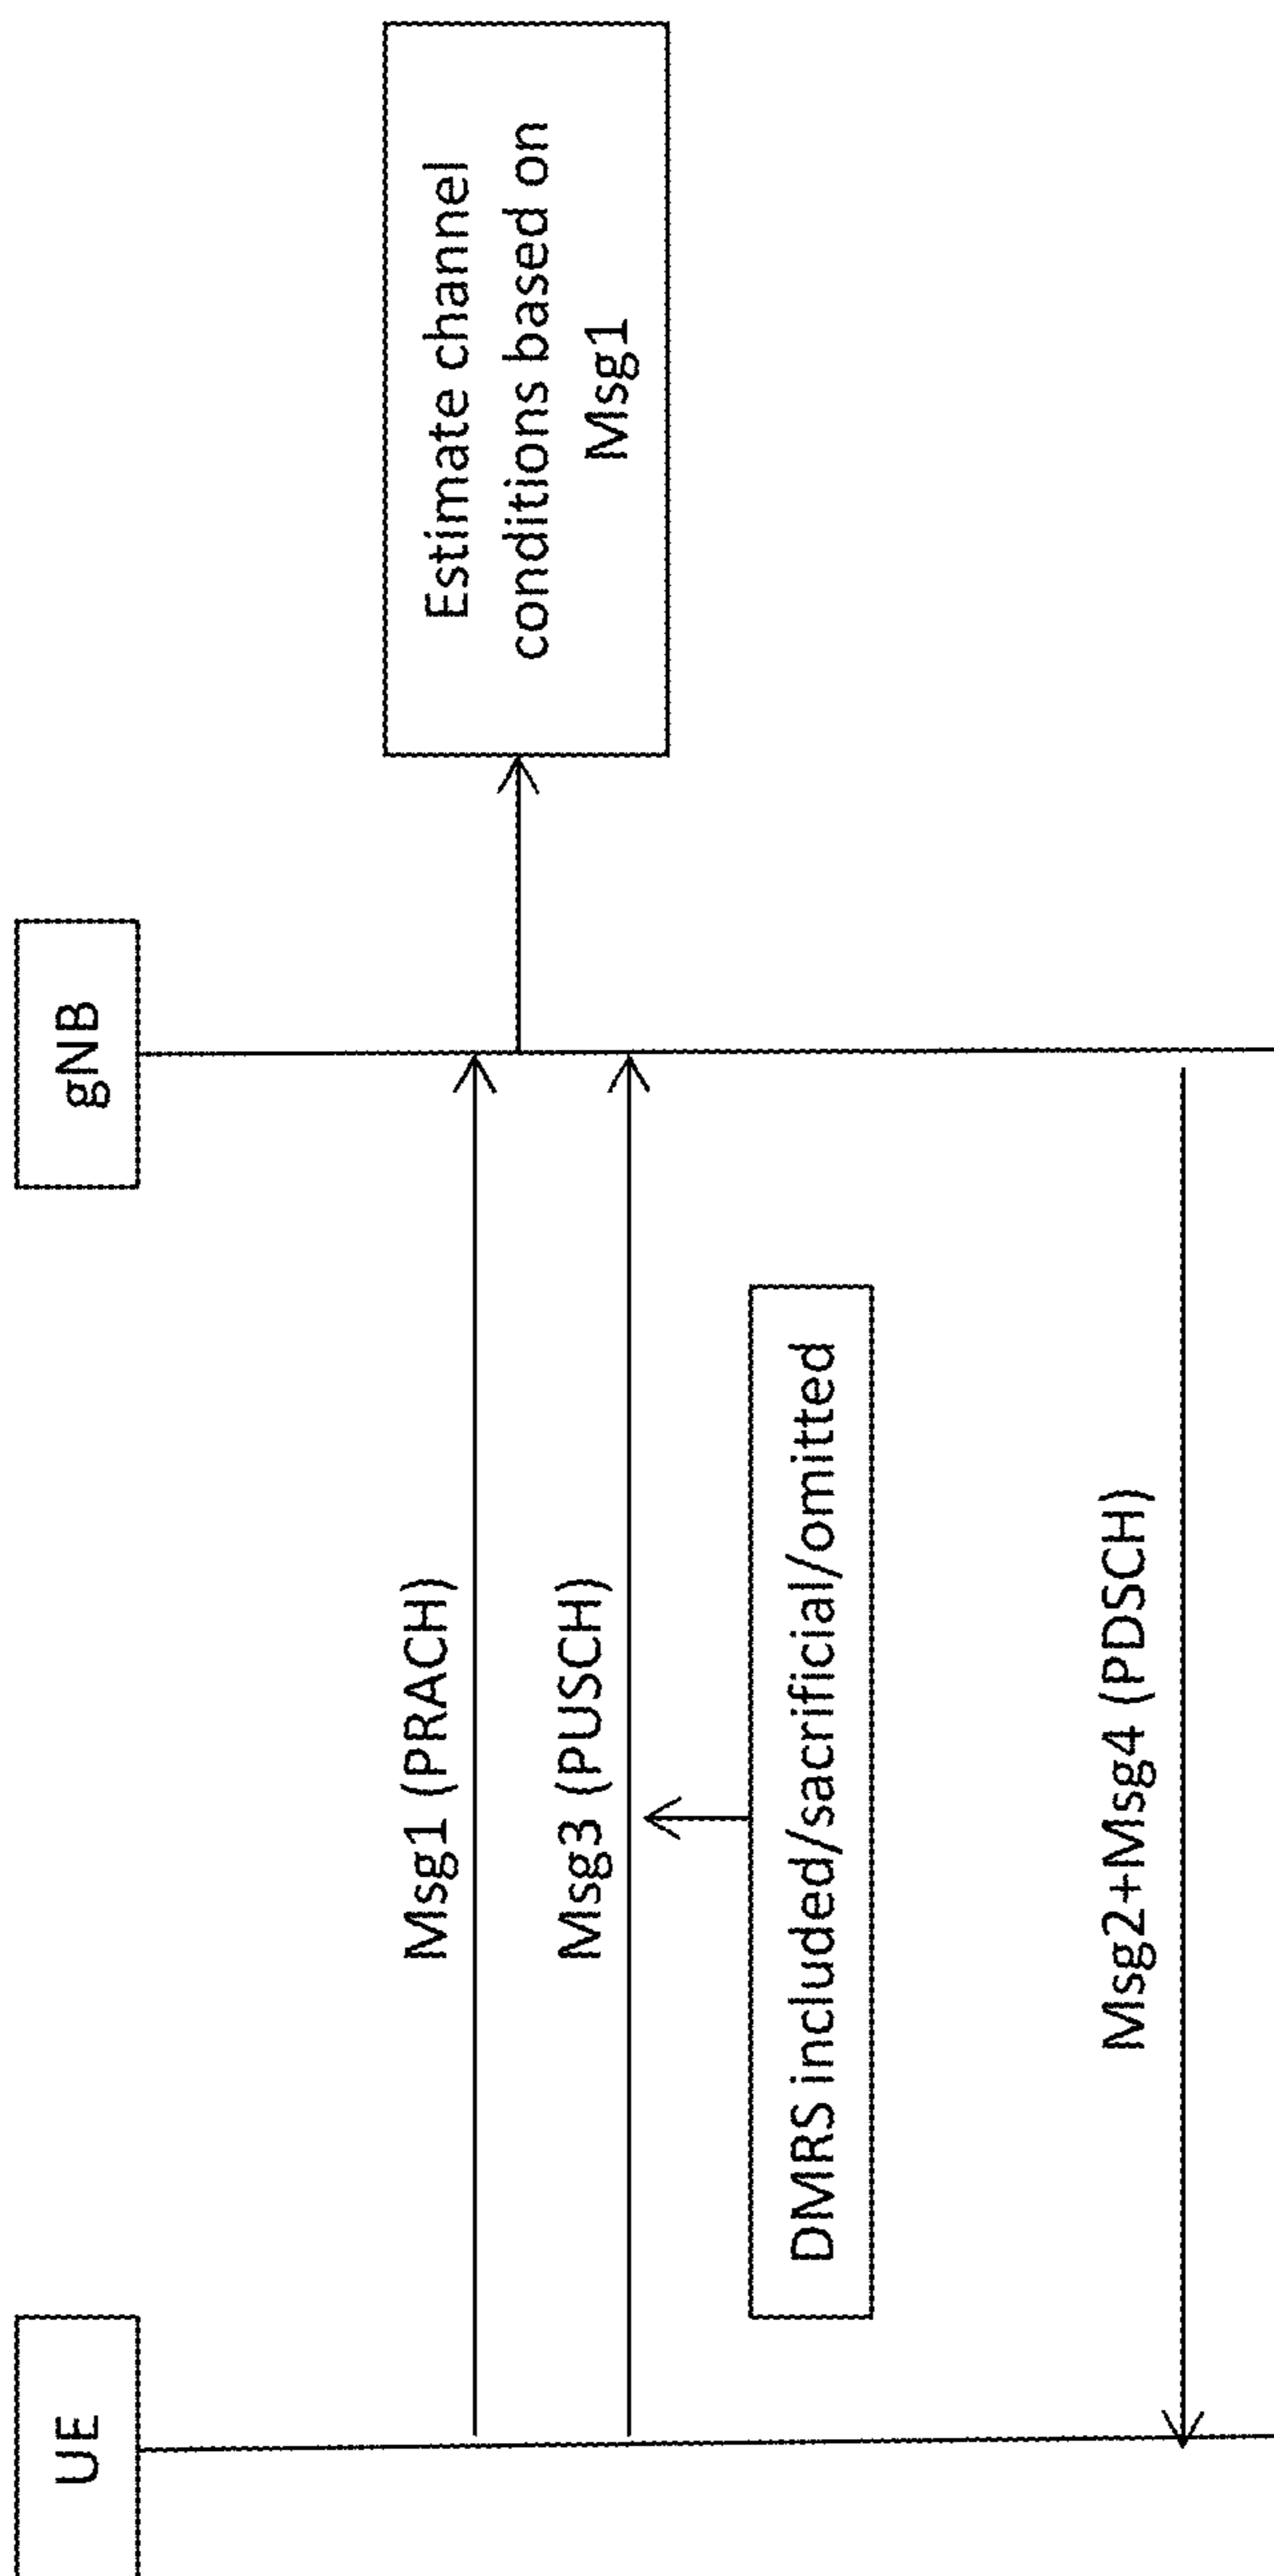 UE
gNB
Msg1 (PRACH)
Estimate channel
conditions based on
Msg1
Msg3 (PUSCH)
DMRS included/sacrificial/omitted
Msg2+Msg4 (PDSCH)